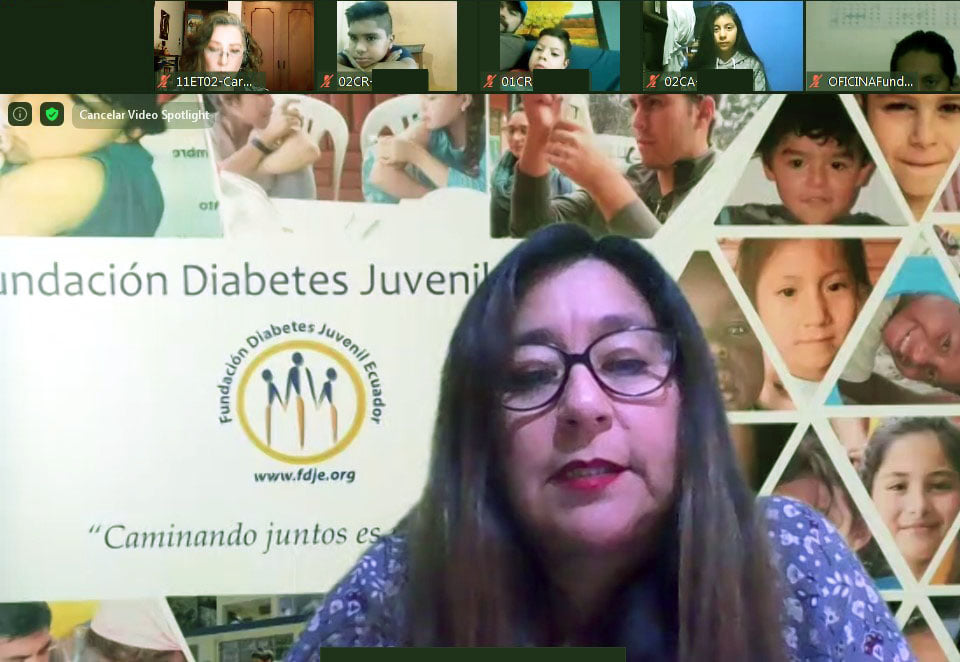 11ET02-Car...
02CR-
01CR
02CA-
OFICINAFund...
Cancelar Video Spotlight
undación Diabetes Juvenil
Fundación Diabetes Juvenil Ecuador
www.fdje.org
"Caminando juntos es